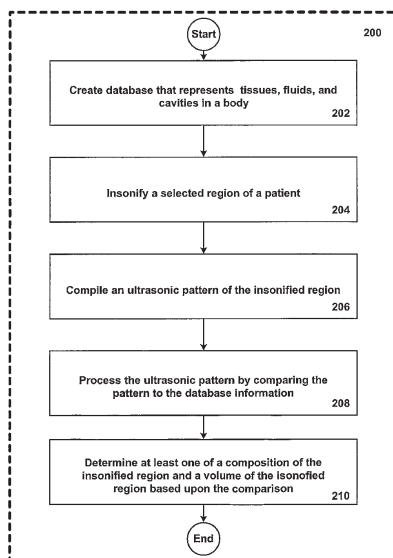 Start
200
Create database that represents tissues, fluids, and
cavities in a body
202
Insonify a selected region of a patient
204
Compile an ultrasonic pattern of the insonified region
206
Process the ultrasonic pattern by comparing the
pattern to the database information
208
Determine at least one of a composition of the
insonified region and a volume of the isonofied
region based upon the comparison
210
End